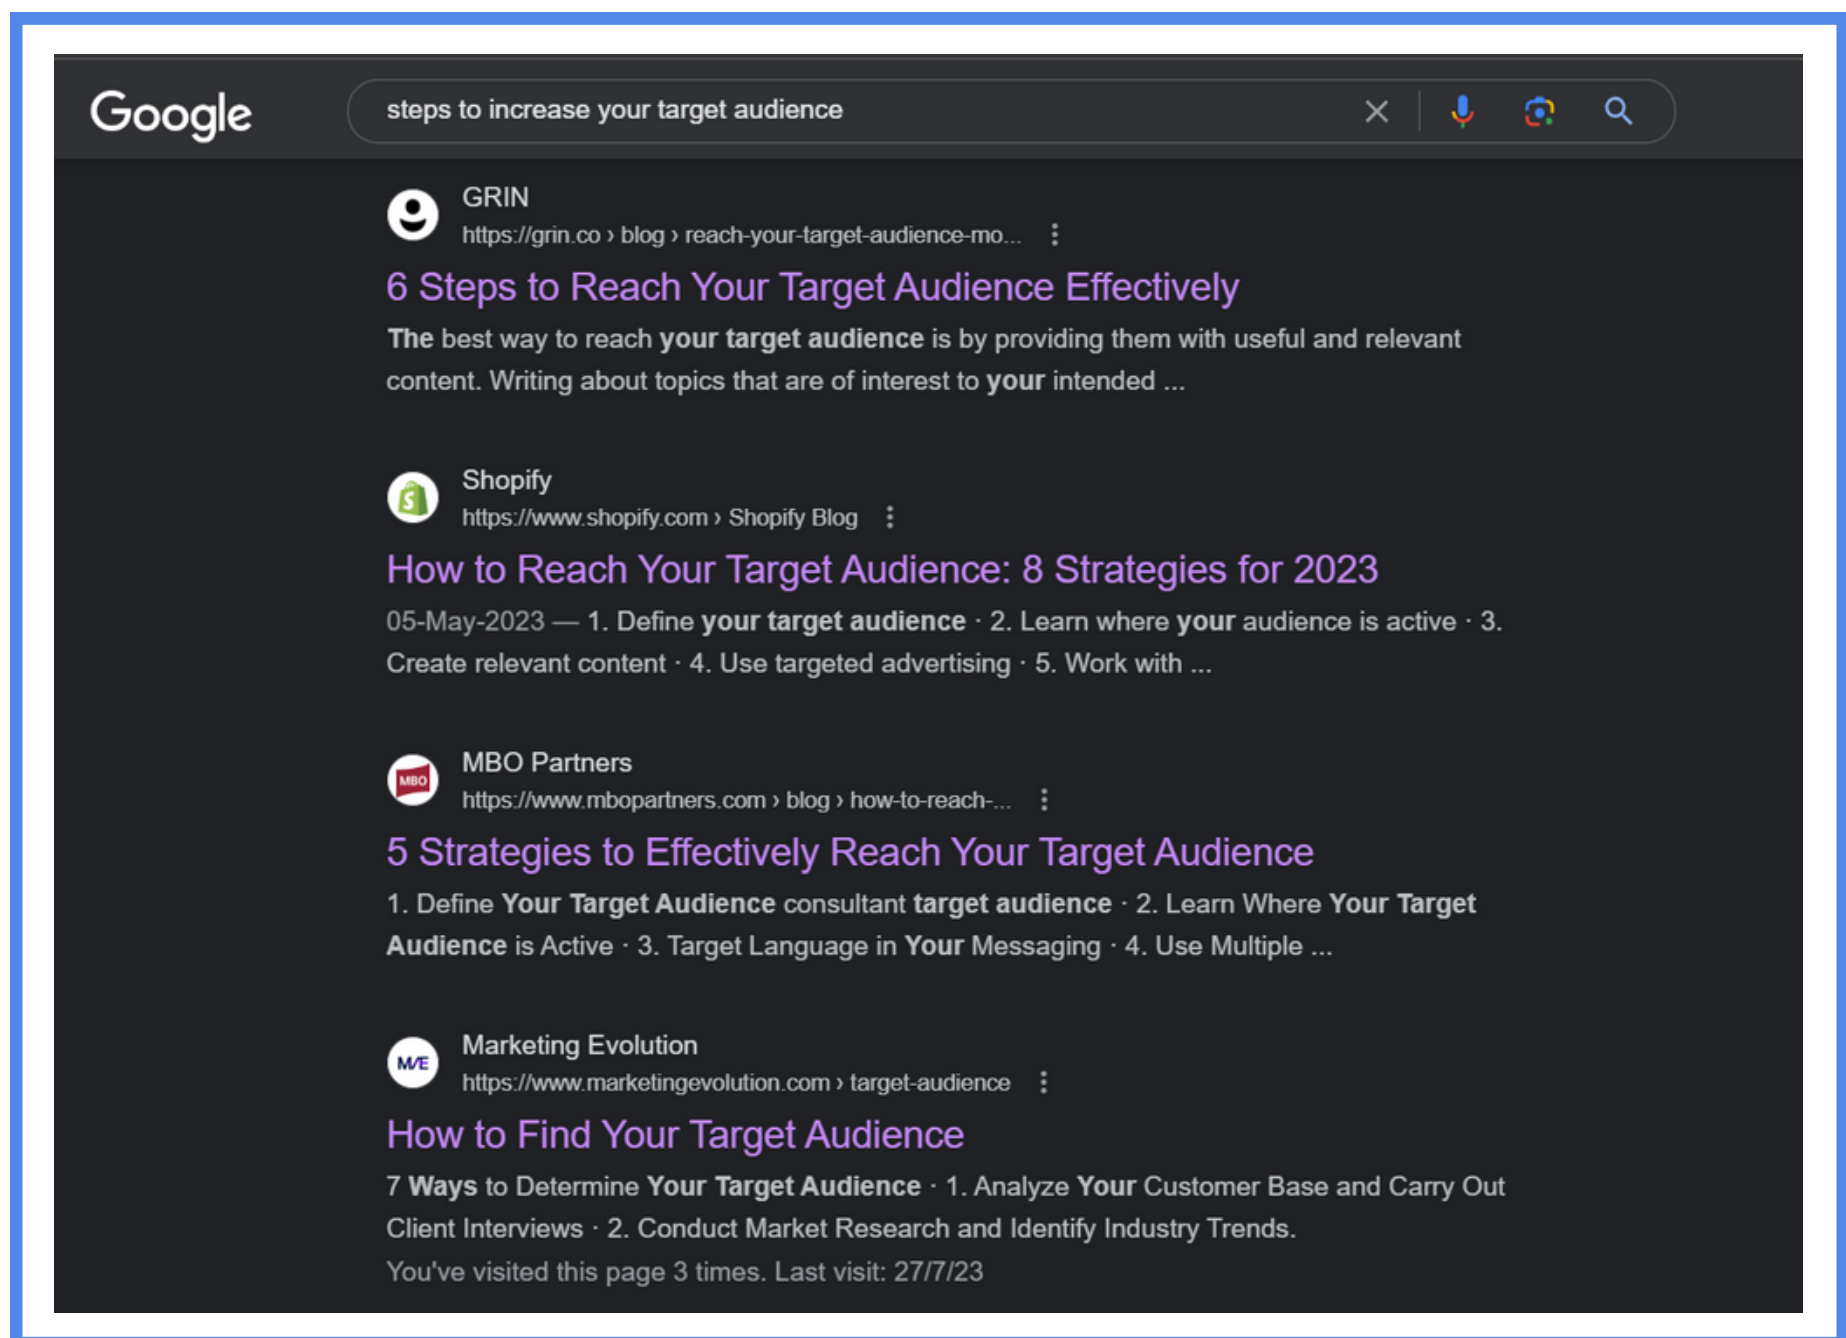 Google
steps to increase your target audience
GRIN
https://grin.co › blog › reach-your-target-audience-mo...
6 Steps to Reach Your Target Audience Effectively
The best way to reach your target audience is by providing them with useful and relevant
content. Writing about topics that are of interest to your intended ...
Shopify
https://www.shopify.com › Shopify Blog
How to Reach Your Target Audience: 8 Strategies for 2023
05-May-2023 — 1. Define your target audience · 2. Learn where your audience is active · 3.
Create relevant content · 4. Use targeted advertising · 5. Work with ...
MBO Partners
MBO
https://www.mbopartners.com › blog › how-to-reach-...
5 Strategies to Effectively Reach Your Target Audience
1. Define Your Target Audience consultant target audience · 2. Learn Where Your Target
Audience is Active · 3. Target Language in Your Messaging · 4. Use Multiple ...
Marketing Evolution
M/E
https://www.marketingevolution.com › target-audience
How to Find Your Target Audience
7 Ways to Determine Your Target Audience · 1. Analyze Your Customer Base and Carry Out
Client Interviews · 2. Conduct Market Research and Identify Industry Trends.
You've visited this page 3 times. Last visit: 27/7/23